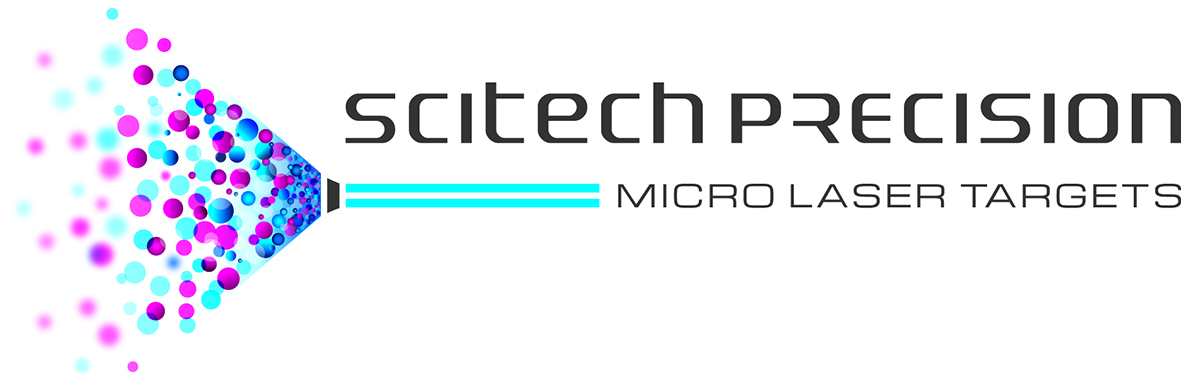 SCITECH PRECISION
MICRO LASER TARGETS